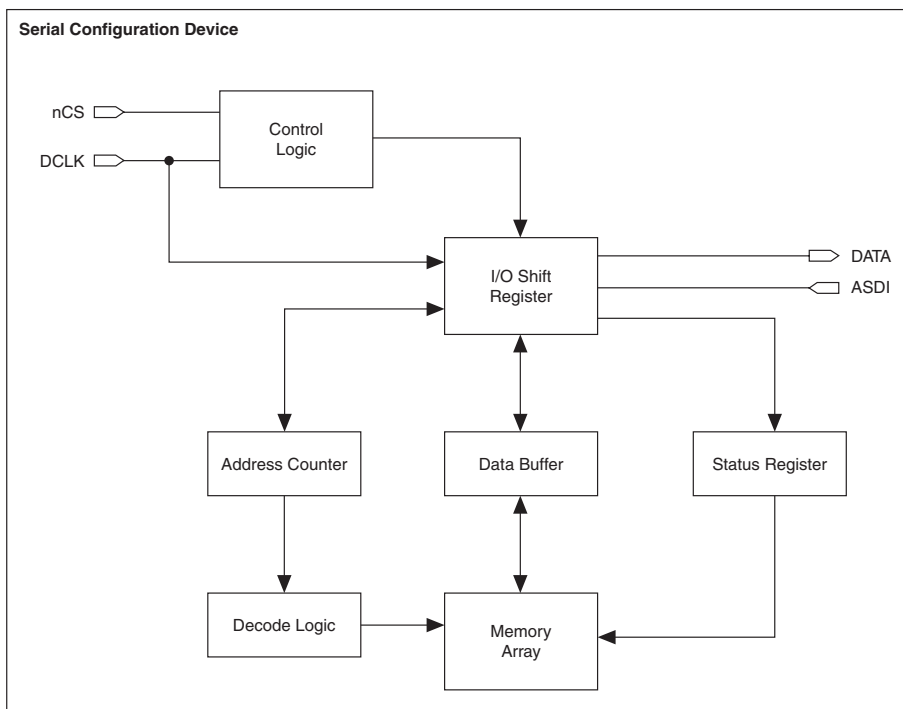 Serial Configuration Device
nCS
DCLK
Control
Logic
I/O Shift
Register
DATA
ASDI
Address Counter
Data Buffer
Status Register
Decode Logic
Memory
Array